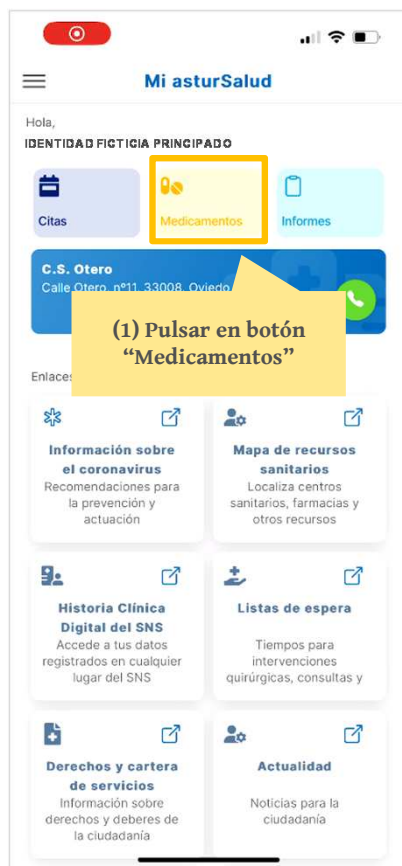 Mi asturSalud
Hola,
IDENTIDAD FICTICIA PRINCIPADO
Citas
Medicamentos
Informes
C.S. Otero
Calle Otero, nº11, 33008, Oviedo
(1) Pulsar en botón
“Medicamentos”
Enlaces
Información sobre
el coronavirus
Recomendaciones para
la prevención y
actuación
Mapa de recursos
sanitarios
Localiza centros
sanitarios, farmacias y
otros recursos
Historia Clínica
Digital del SNS
Accede a tus datos
registrados en cualquier
lugar del SNS
Listas de espera
Tiempos para
intervenciones
quirúrgicas, consultas y
Derechos y cartera
de servicios
Información sobre
derechos y deberes de
la ciudadanía
Actualidad
Noticias para la
ciudadanía